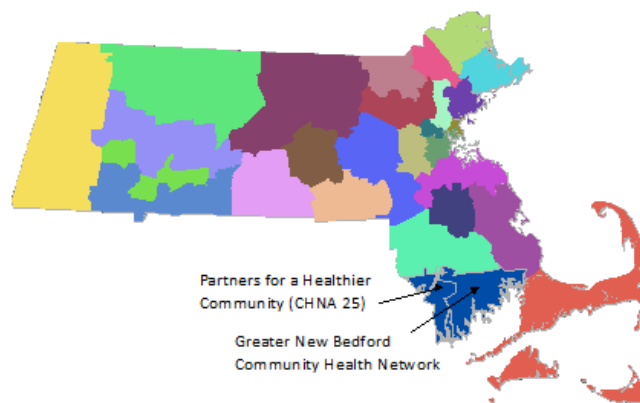 Partners for a Healthier
Community (CHNA 25)
Greater New Bedford
Community Health Network